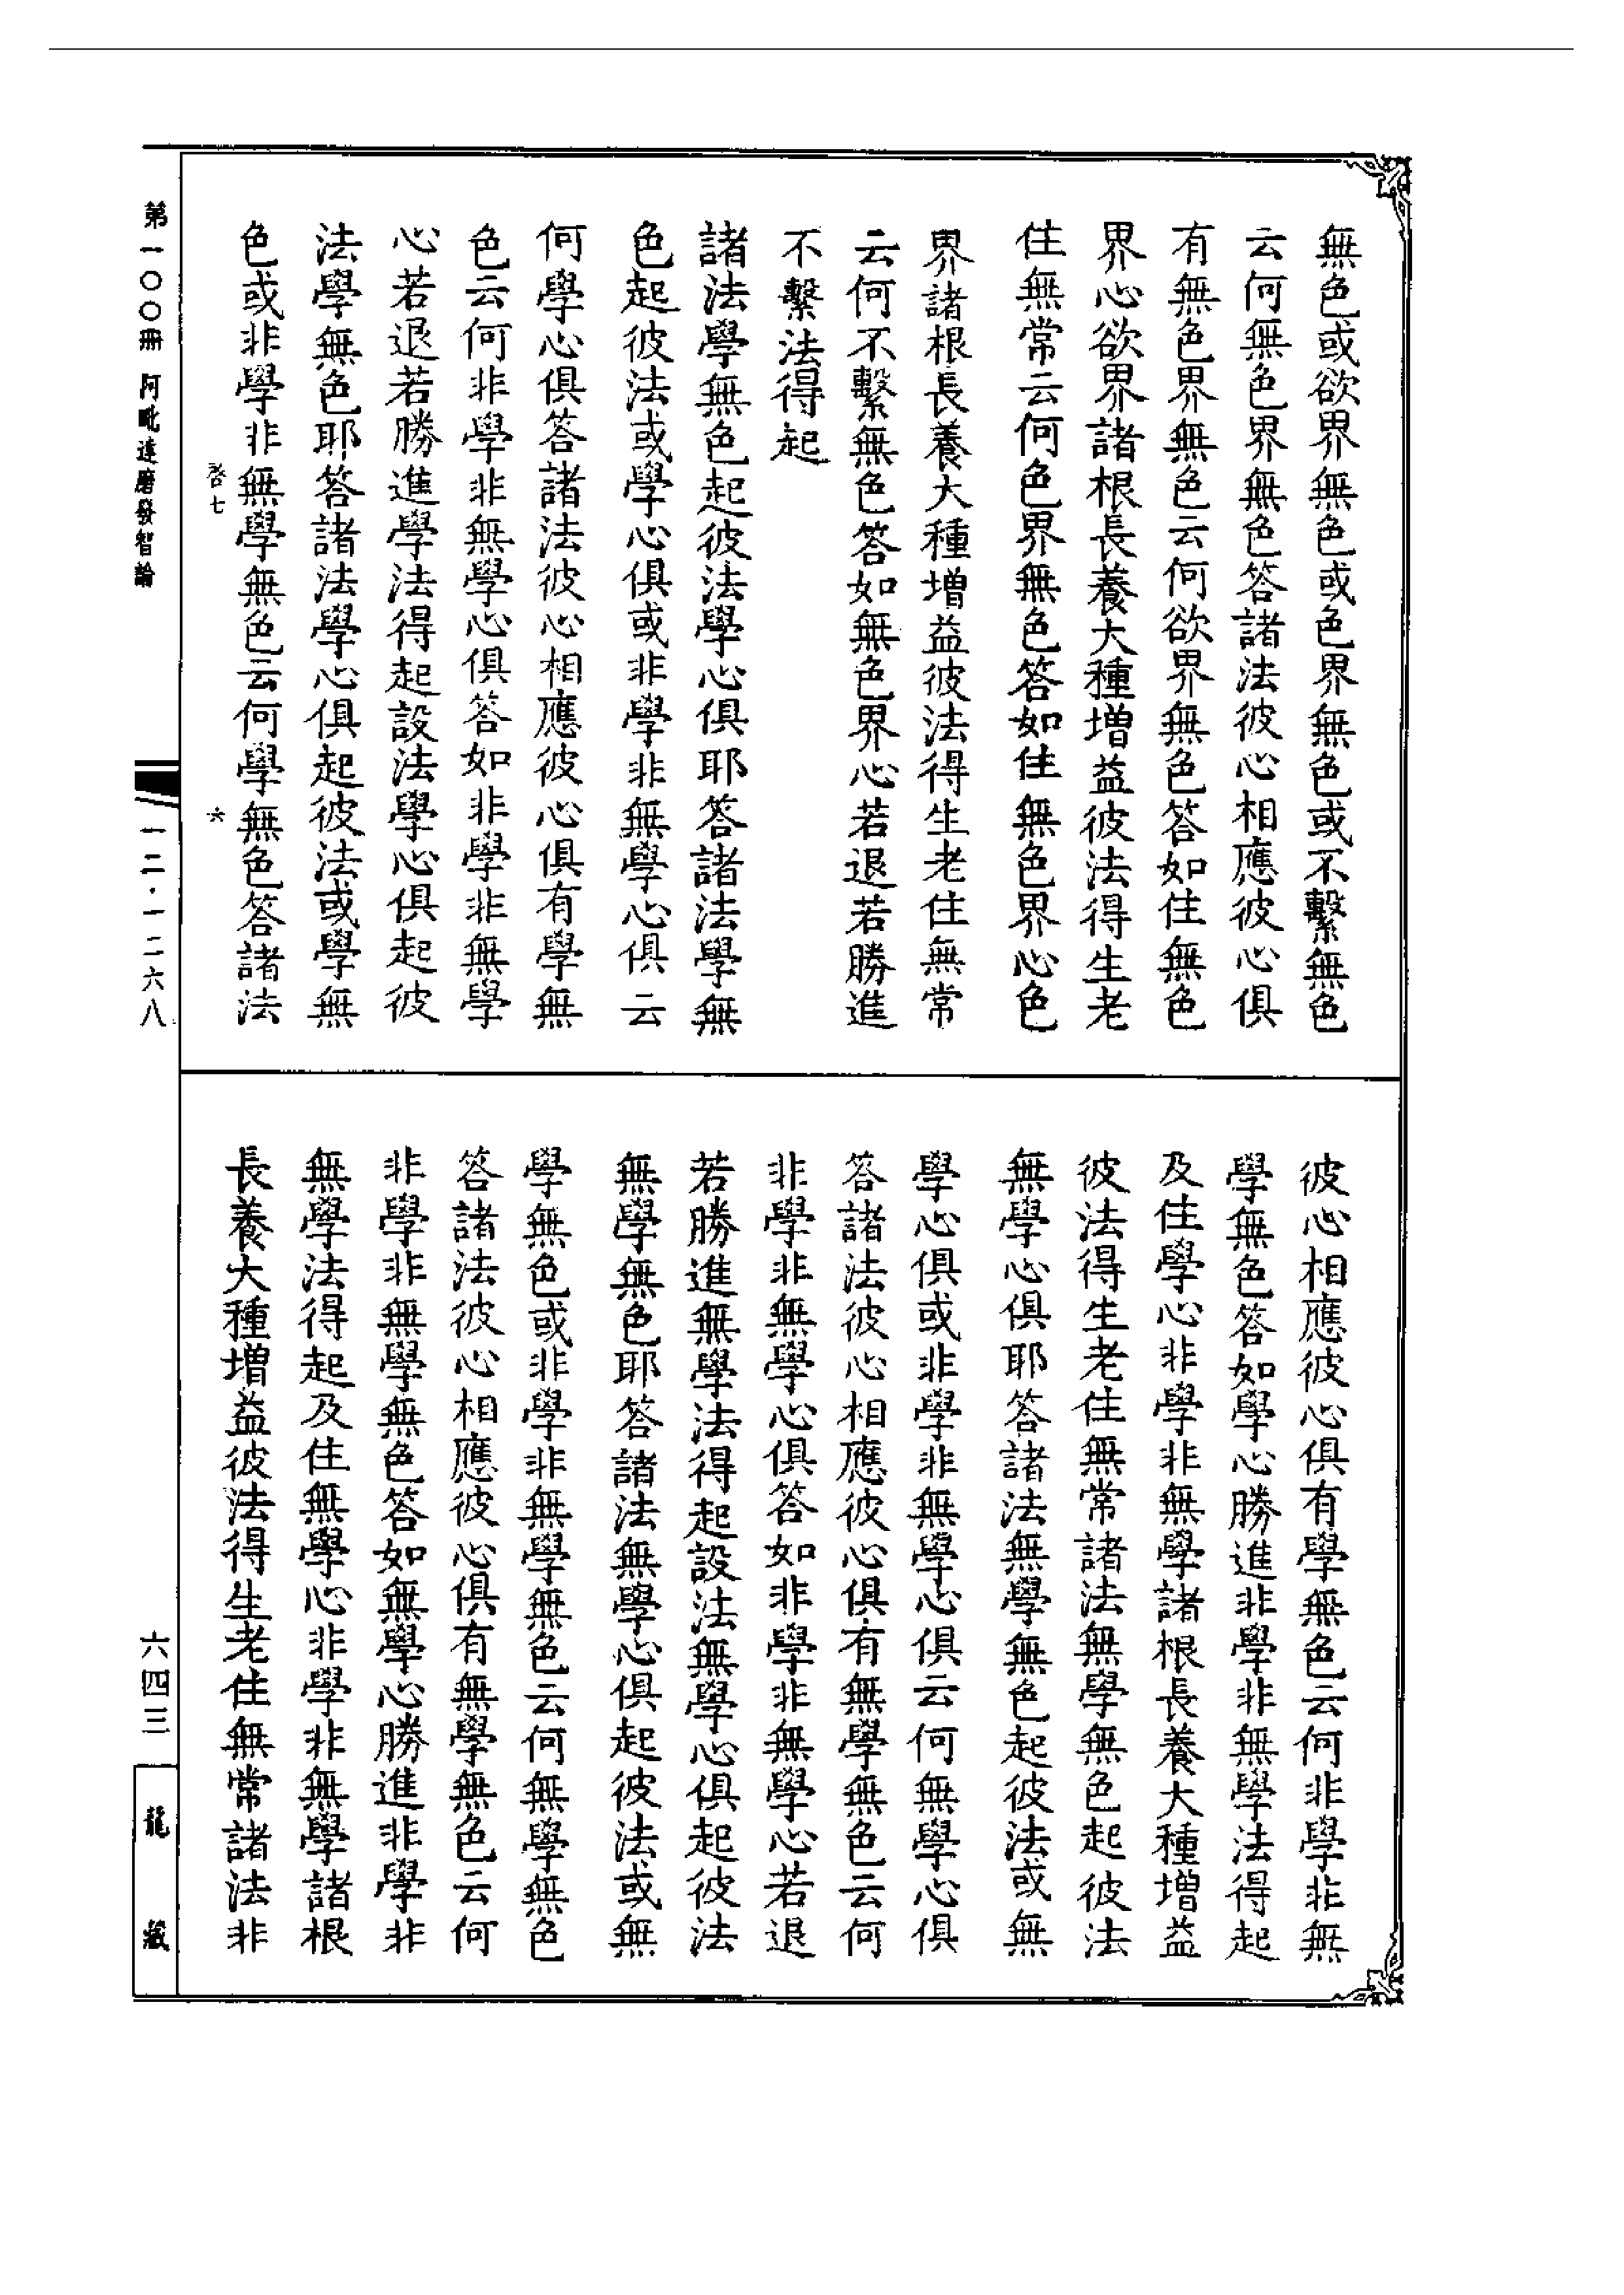 無色或欲界無色或色界無色或不繫無色
云何無色界無色答諸法彼心相應彼心俱
有無色界無色云何欲界無色答如住無色
界心欲界諸根長養大種增益彼法得生老
住無常云何色界無色答如住無色界心色
界諸根長養大種增益彼法得生老住無常
云何不繫無色答如無色界心若退若勝進
不繫法得起
諸法學無色起彼法學心俱耶答諸法學無
色起彼法或學心俱或非學非無學心俱云
何學心俱答諸法彼心相應彼心俱有學無
色云何非學非無學心俱答如非學非無學
心若退若勝進學法得起設法學心俱起彼
法學無色耶答諸法學心俱起彼法或學無
色或非學非無學無色云何學無色答諸法
彼心相應彼心俱有學無色云何非學非無
學無色答如學心勝進非學非無學法得起
及住學心非學非無學諸根長養大種增益
彼法得生老住無常諸法無學無色起彼法
無學心俱耶答諸法無學無色起彼法或無
學心俱或非學非無學心俱云何無學心俱
答諸法彼心相應彼心俱有無學無色云何
非學非無學心俱答如非學非無學心若退
若勝進無學法得起設法無學心俱起彼法
無學無色耶答諸法無學心俱起彼法或無
學無色或非學非無學無色云何無學無色
答諸法彼心相應彼心俱有無學無色云何
非學非無學無色答如無學心勝進非學非
無學法得起及住無學心非學非無學諸根
長養大種增益彼法得生老住無常諸法非
啓七
六
第一〇〇冊 阿毗達磨發智論
一二·一二六八
六四三
龍藏